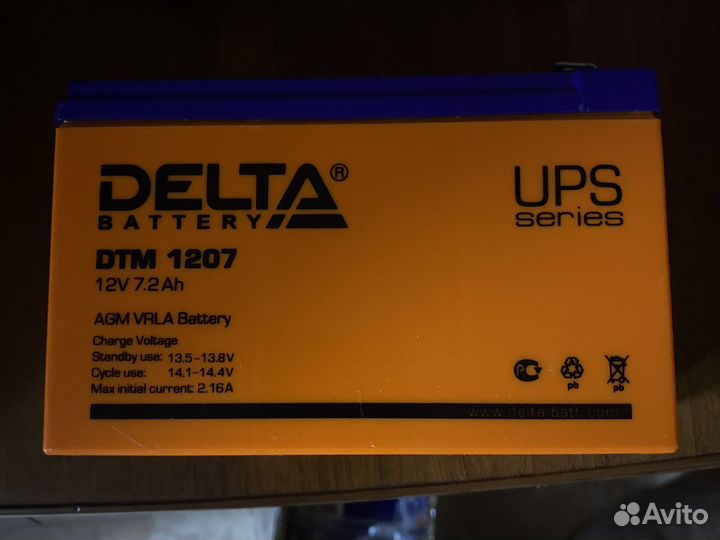 DELTA®
BATTERY
UPS
series
DTM 1207
12V 7.2Ah
AGM VRLA Battery
Charge Voltage
Standby use: 13.5-13.8V
Cycle use: 14.1-14.4V
Max initial current: 2.16A
РСТ
pb
pb
www.delta-batt.com
Avito